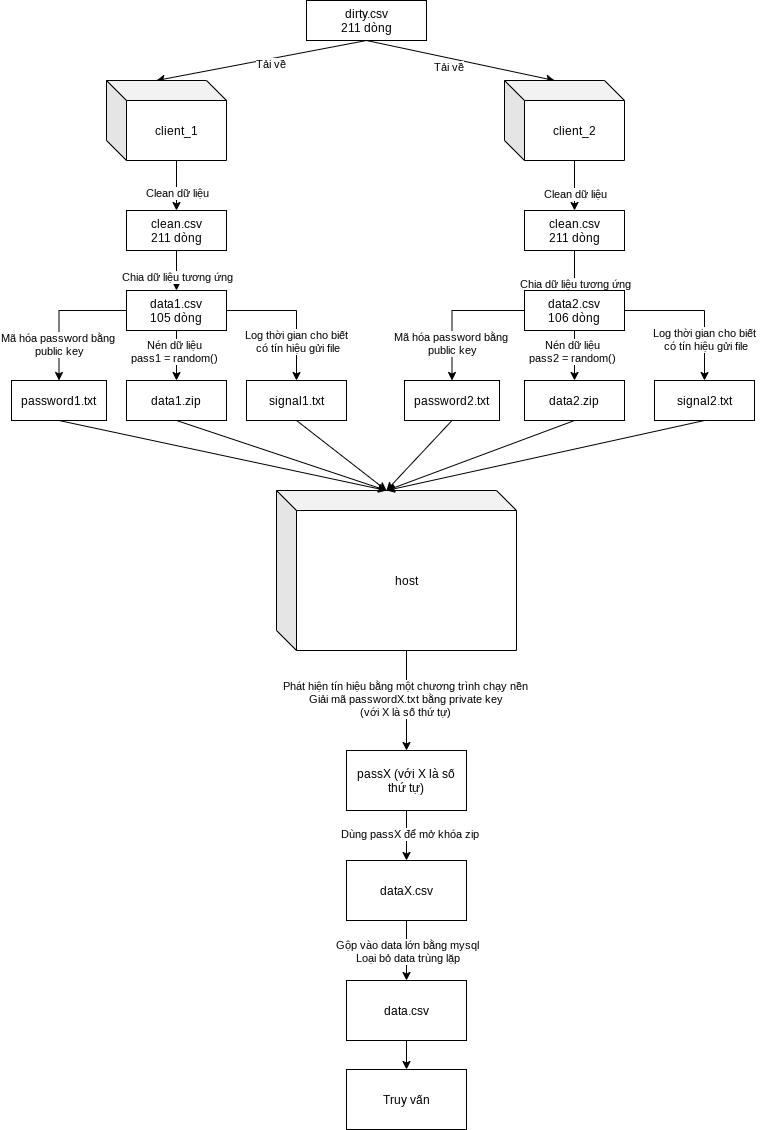 dirty.csv
211 dòng
Tải về
Tải về
client_1
client_2
Clean dữ liệu
Clean dữ liệu
clean.csv
211 dòng
clean.csv
211 dòng
Chia dữ liệu tương ứng
Chia dữ liệu tương ứng
data1.csv
105 dòng
data2.csv
106 dòng
Mã hóa password bằng
public key
Nén dữ liệu
pass1 = random()
Log thời gian cho biết
có tín hiệu gửi file
Mã hóa password bằng
public key
Nén dữ liệu
pass2 = random()
Log thời gian cho biết
có tín hiệu gửi file
password1.txt
data1.zip
signal1.txt
password2.txt
data2.zip
signal2.txt
host
Phát hiện tín hiệu bằng một chương trình chạy nền
Giải mã passwordX.txt bằng private key
(với X là số thứ tự)
passX (với X là số
thứ tự)
Dùng passX để mở khóa zip
dataX.csv
Gộp vào data lớn bằng mysql
Loại bỏ data trùng lặp
data.csv
Truy vấn